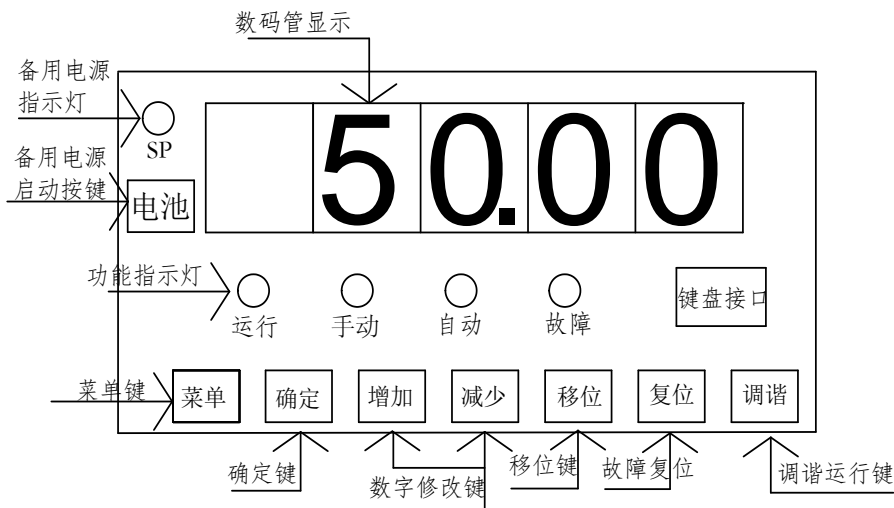 数码管显示
备用电源
指示灯
SP
50.00
备用电源
启动按键
电池
功能指示灯
运行
手动
自动
故障
键盘接口
菜单键
菜单
确定
增加
减少
移位
复位
调谐
确定键
数字修改键
移位键
故障复位
调谐运行键